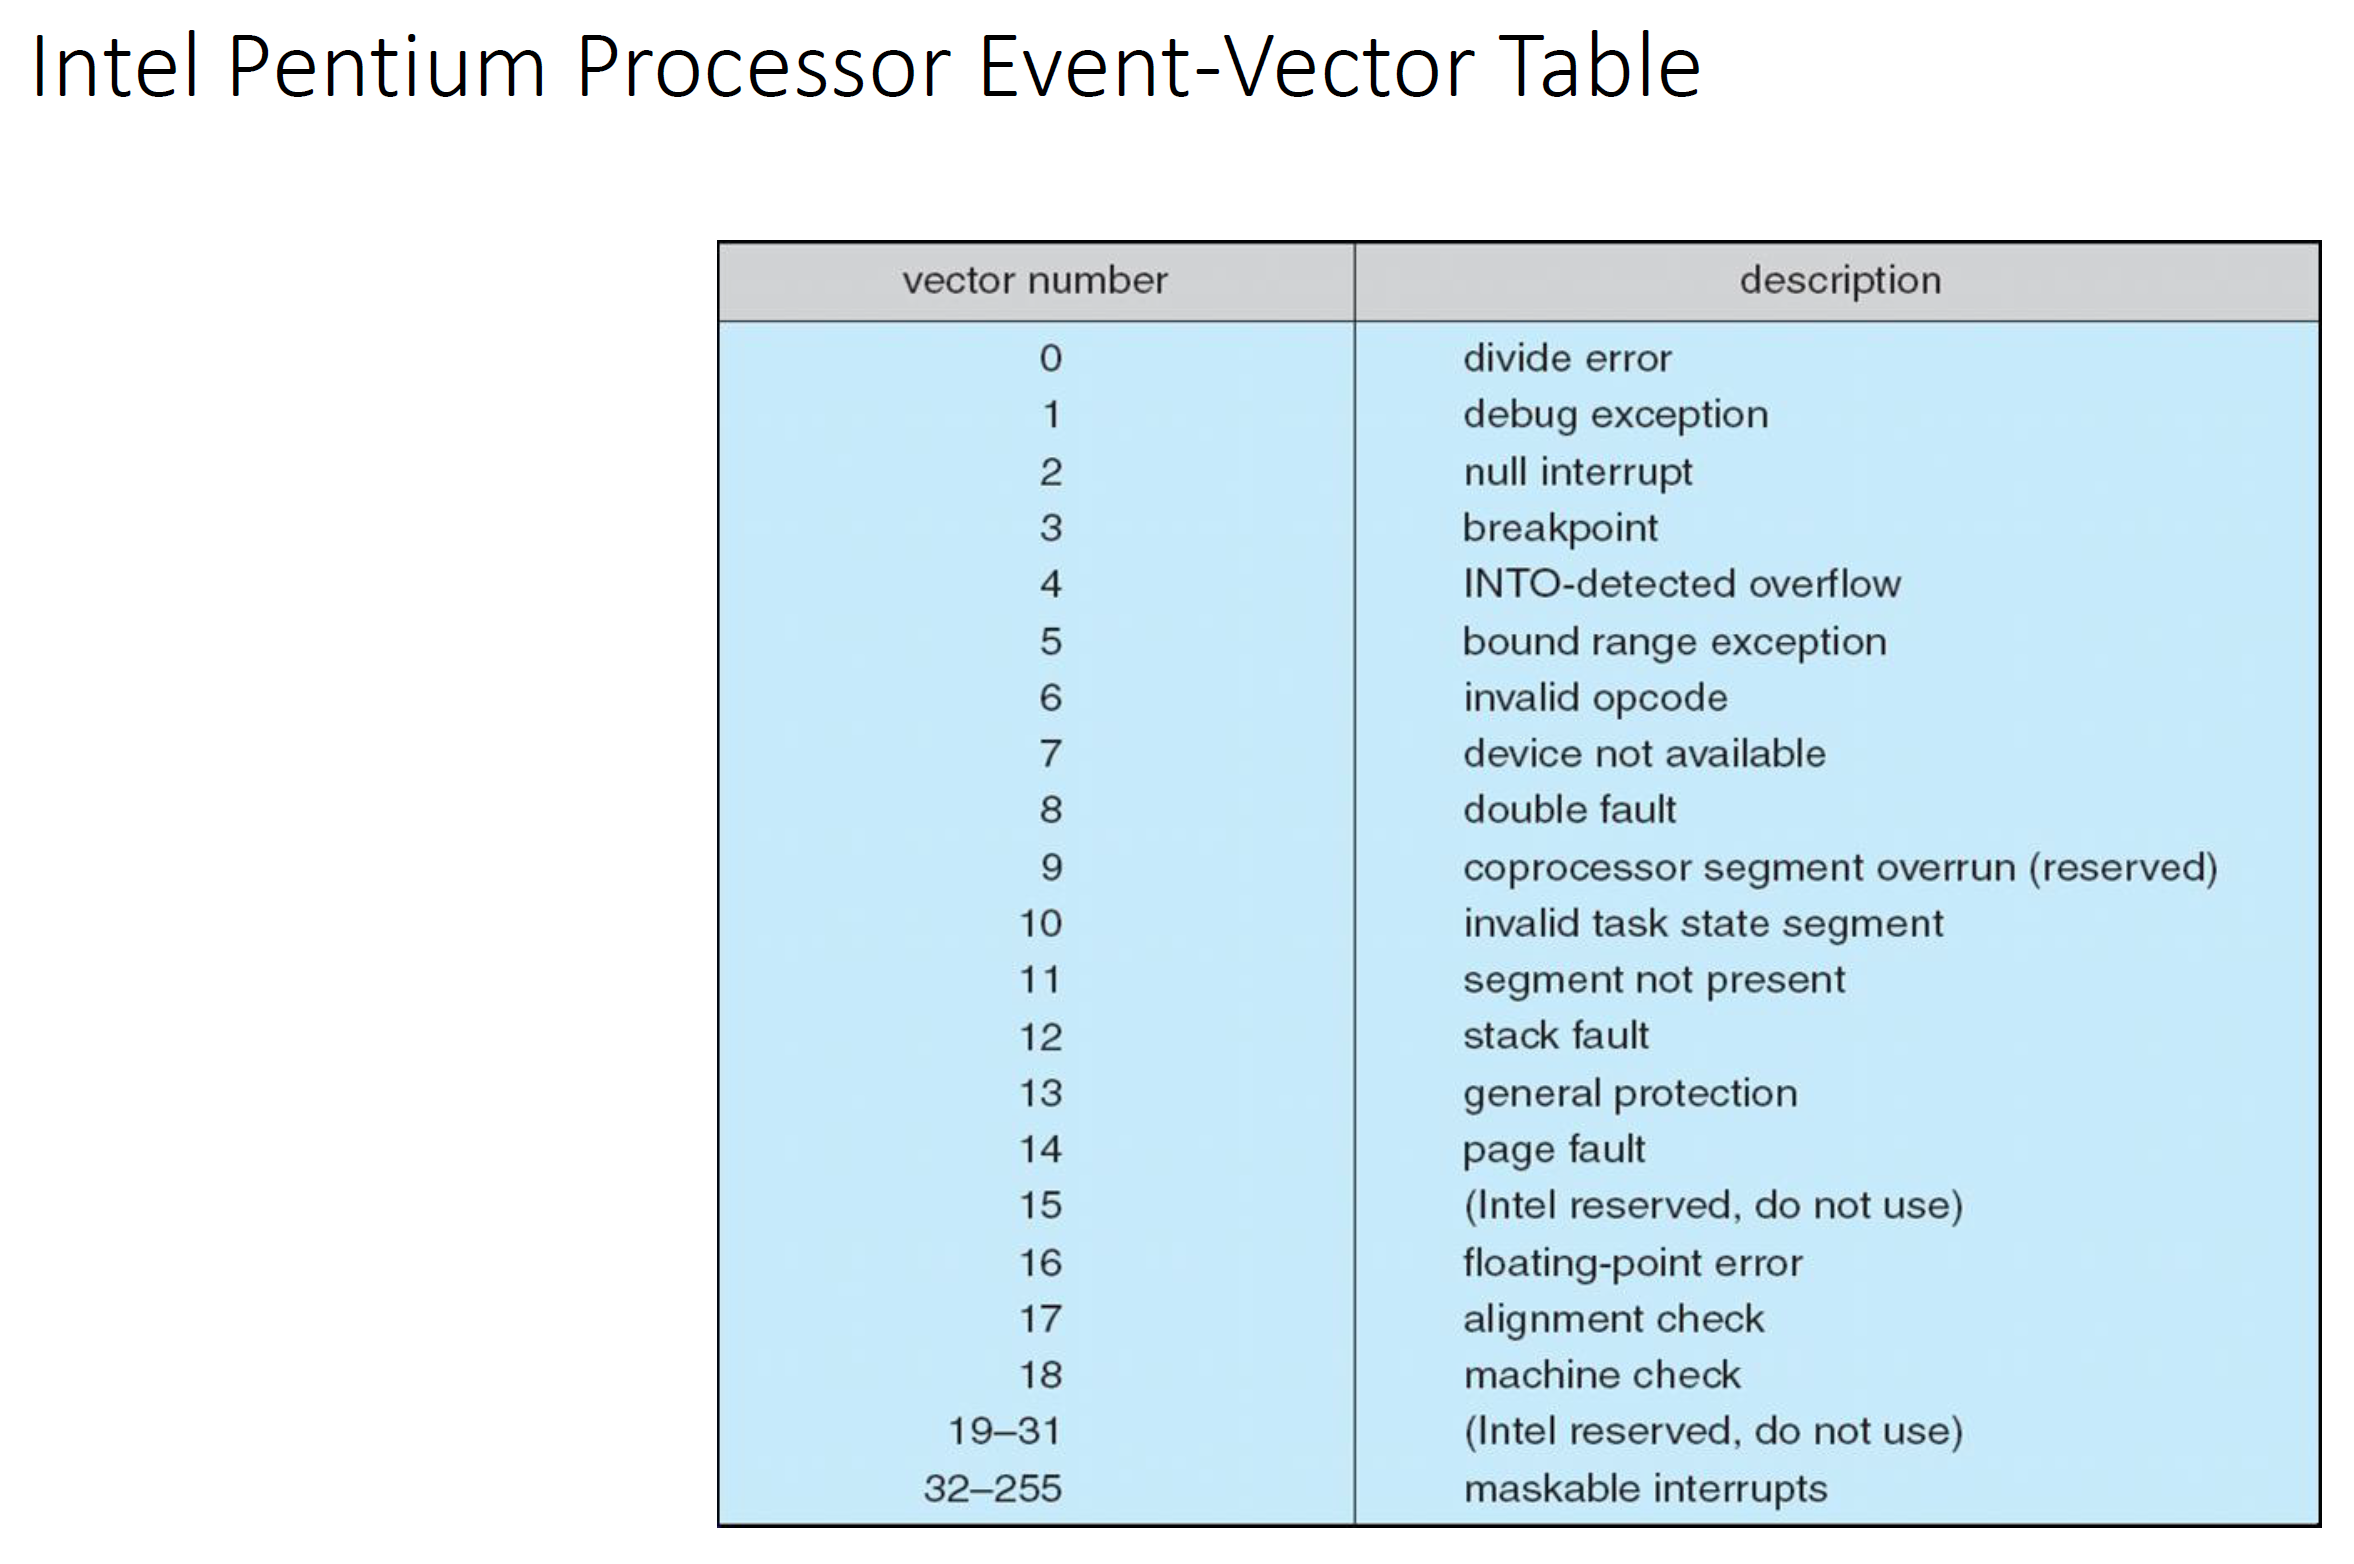 Intel Pentium Processor Event-Vector Table
vector number description
0 divide error
1 debug exception
2 null interrupt
3 breakpoint
4 INTO-detected overflow
5 bound range exception
6 invalid opcode
7 device not available
8 double fault
9 coprocessor segment overrun (reserved)
10 invalid task state segment
11 segment not present
12 stack fault
13 general protection
14 page fault
15 (Intel reserved, do not use)
16 floating-point error
17 alignment check
18 machine check
19–31 (Intel reserved, do not use)
32–255 maskable interrupts